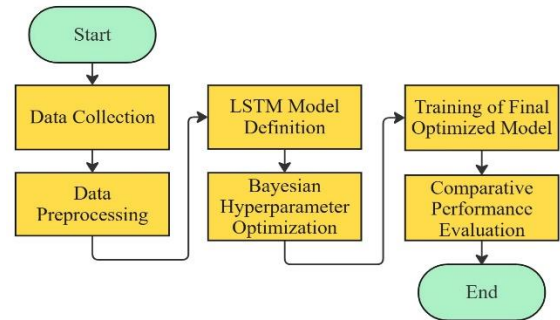 Start
Data Collection
Data
Preprocessing
LSTM Model
Definition
Bayesian
Hyperparameter
Optimization
Training of Final
Optimized Model
Comparative
Performance
Evaluation
End